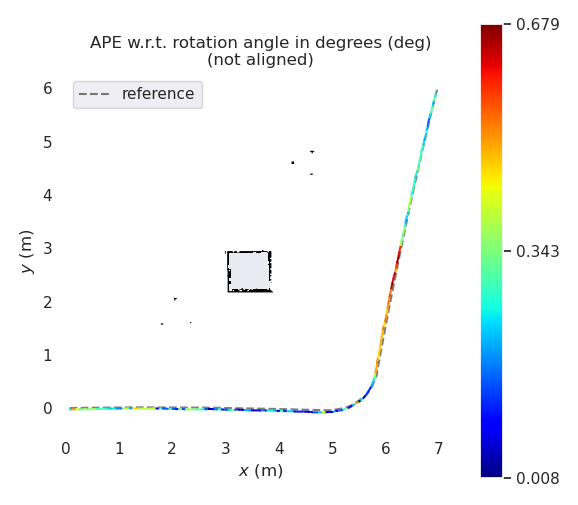 APE w.r.t. rotation angle in degrees (deg)
(not aligned)
reference
6
5
4
3
2
1
0
y (m)
0 1 2 3 4 5 6 7
x (m)
0.679
0.343
0.008